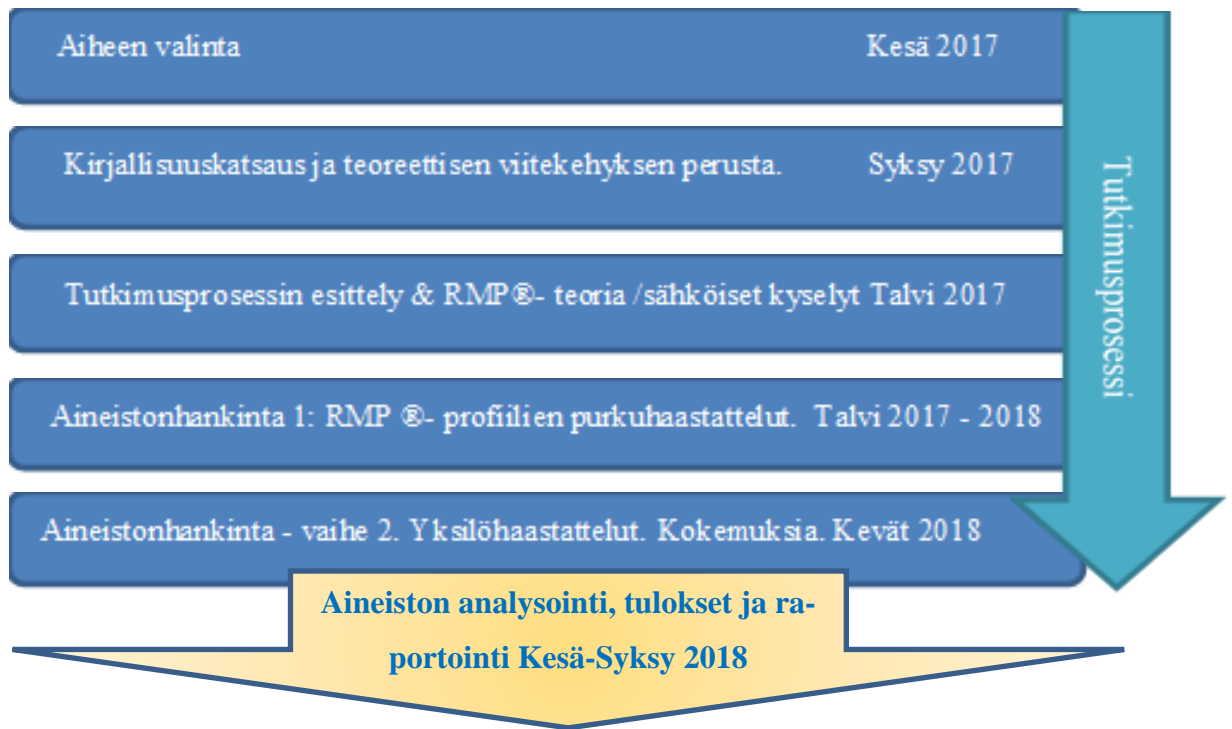 Aiheen valinta Kesä 2017
Kirjallisuuskatsaus ja teoreettisen viitekehyksen perusta. Syksy 2017
Tutkimusprosessin esittely & RMP®- teoria /sähköiset kyselyt Talvi 2017
Aineistonhankinta 1: RMP ®- profiilien purkuhaastattelut. Talvi 2017 - 2018
Aineistonhankinta - vaihe 2. Yksilöhaastattelut. Kokemuksia. Kevät 2018
Tutkimusprosessi
Aineiston analysointi, tulokset ja ra-
portointi Kesä-Syksy 2018